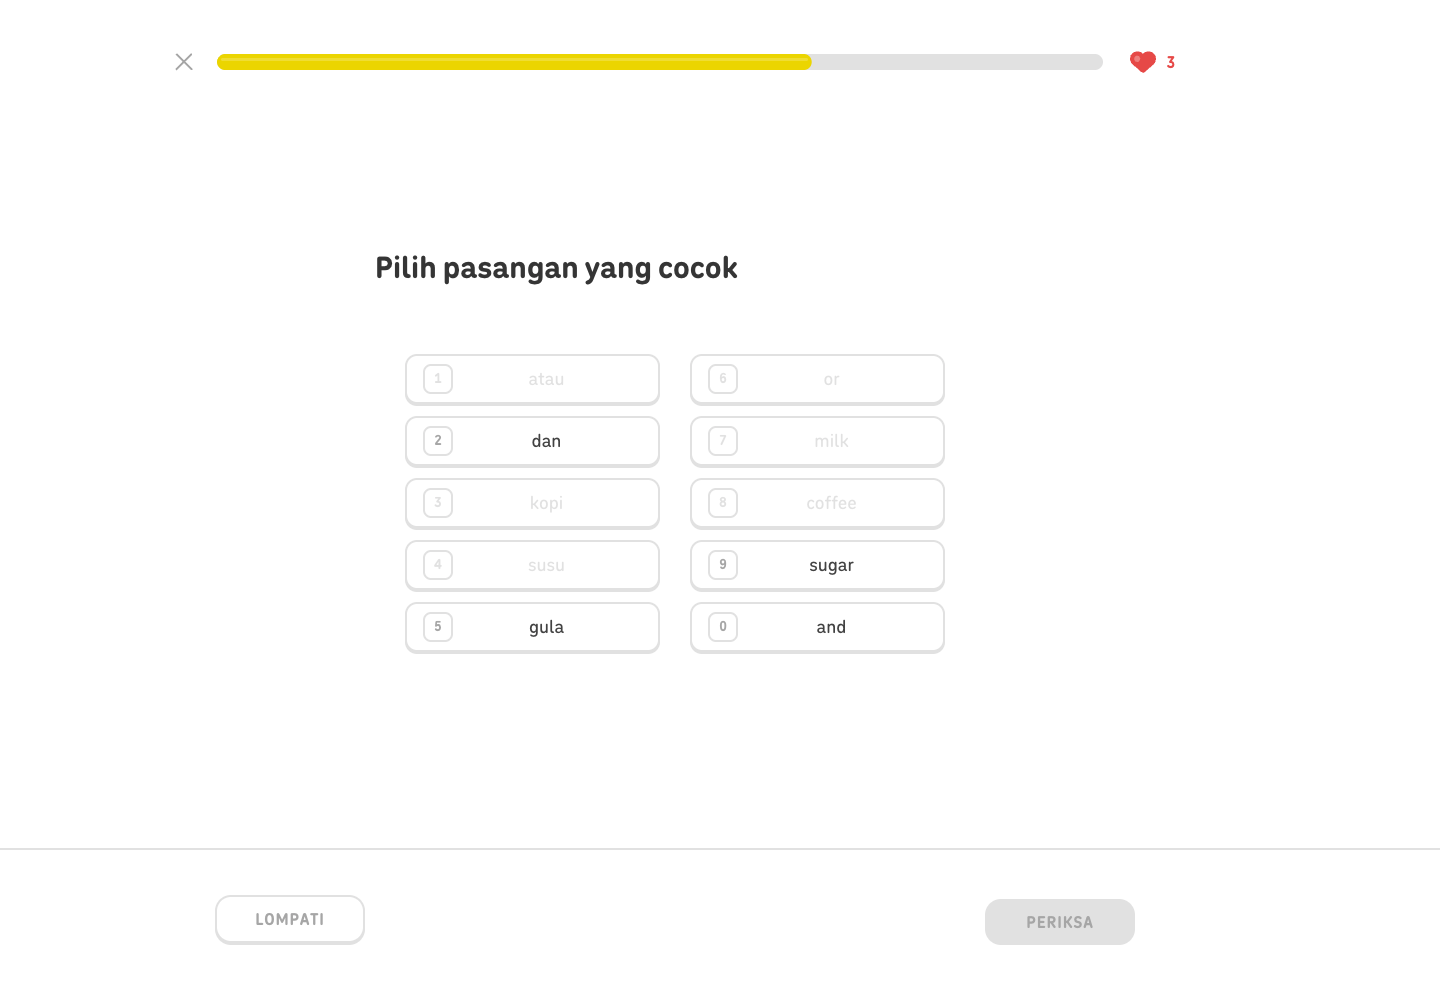 3
Pilih pasangan yang cocok
1 atau
6 or
2 dan
7 milk
3 kopi
8 coffee
4 susu
9 sugar
5 gula
0 and
LOMPATI
PERIKSA